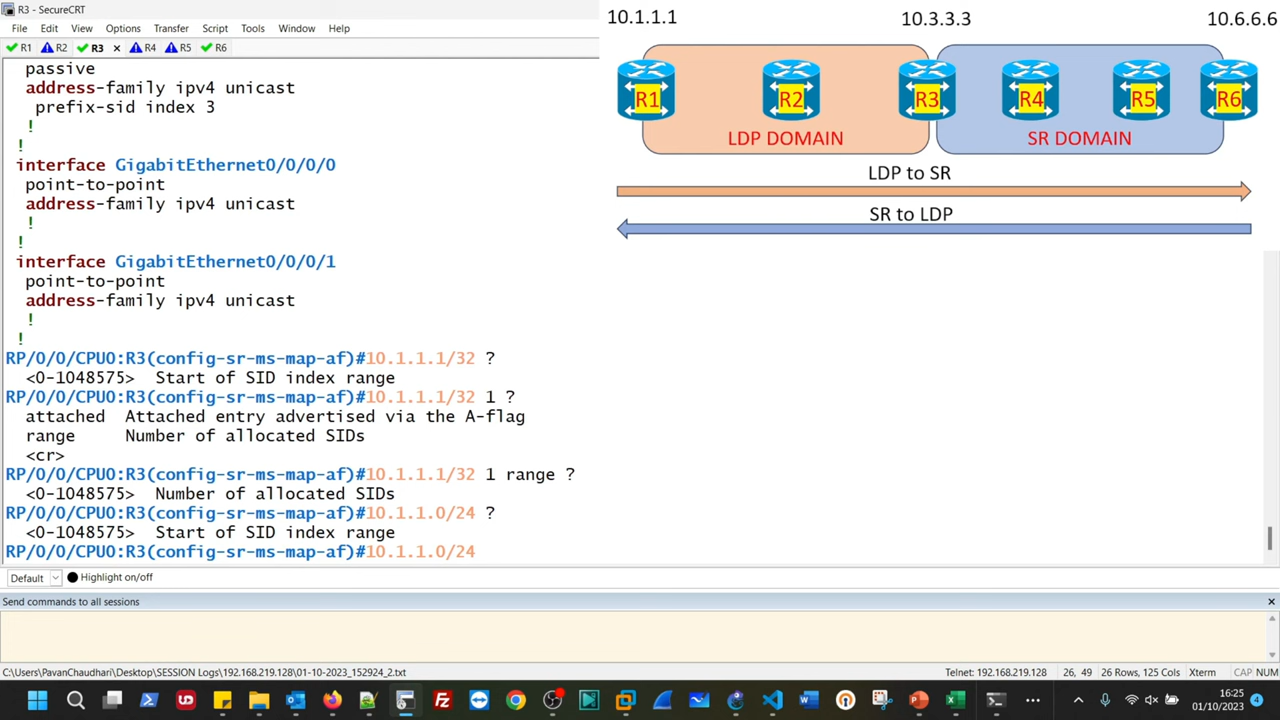 R3 - SecureCRT
File Edit View Options Transfer Script Tools Window Help
R1 R2 R3 × R4 R5 R6
passive
address-family ipv4 unicast
prefix-sid index 3
!
!
interface GigabitEthernet0/0/0/0
point-to-point
address-family ipv4 unicast
!
!
interface GigabitEthernet0/0/0/1
point-to-point
address-family ipv4 unicast
!
!
RP/0/0/CPU0:R3(config-sr-ms-map-af)#10.1.1.1/32 ?
<0-1048575> Start of SID index range
RP/0/0/CPU0:R3(config-sr-ms-map-af)#10.1.1.1/32 1 ?
attached Attached entry advertised via the A-flag
range Number of allocated SIDs
<cr>
RP/0/0/CPU0:R3(config-sr-ms-map-af)#10.1.1.1/32 1 range ?
<0-1048575> Number of allocated SIDs
RP/0/0/CPU0:R3(config-sr-ms-map-af)#10.1.1.0/24 ?
<0-1048575> Start of SID index range
RP/0/0/CPU0:R3(config-sr-ms-map-af)#10.1.1.0/24
10.1.1.1 10.3.3.3 10.6.6.6
R1 R2 R3 R4 R5 R6
LDP DOMAIN SR DOMAIN
LDP to SR
SR to LDP
Default Highlight on/off
Send commands to all sessions ×
C:\Users\PavanChaudhari\Desktop\SESSION Logs\192.168.219.128\01-10-2023_152924_2.txt Telnet: 192.168.219.128 26, 49 26 Rows, 125 Cols Xterm CAP NUM
16:25
01/10/2023